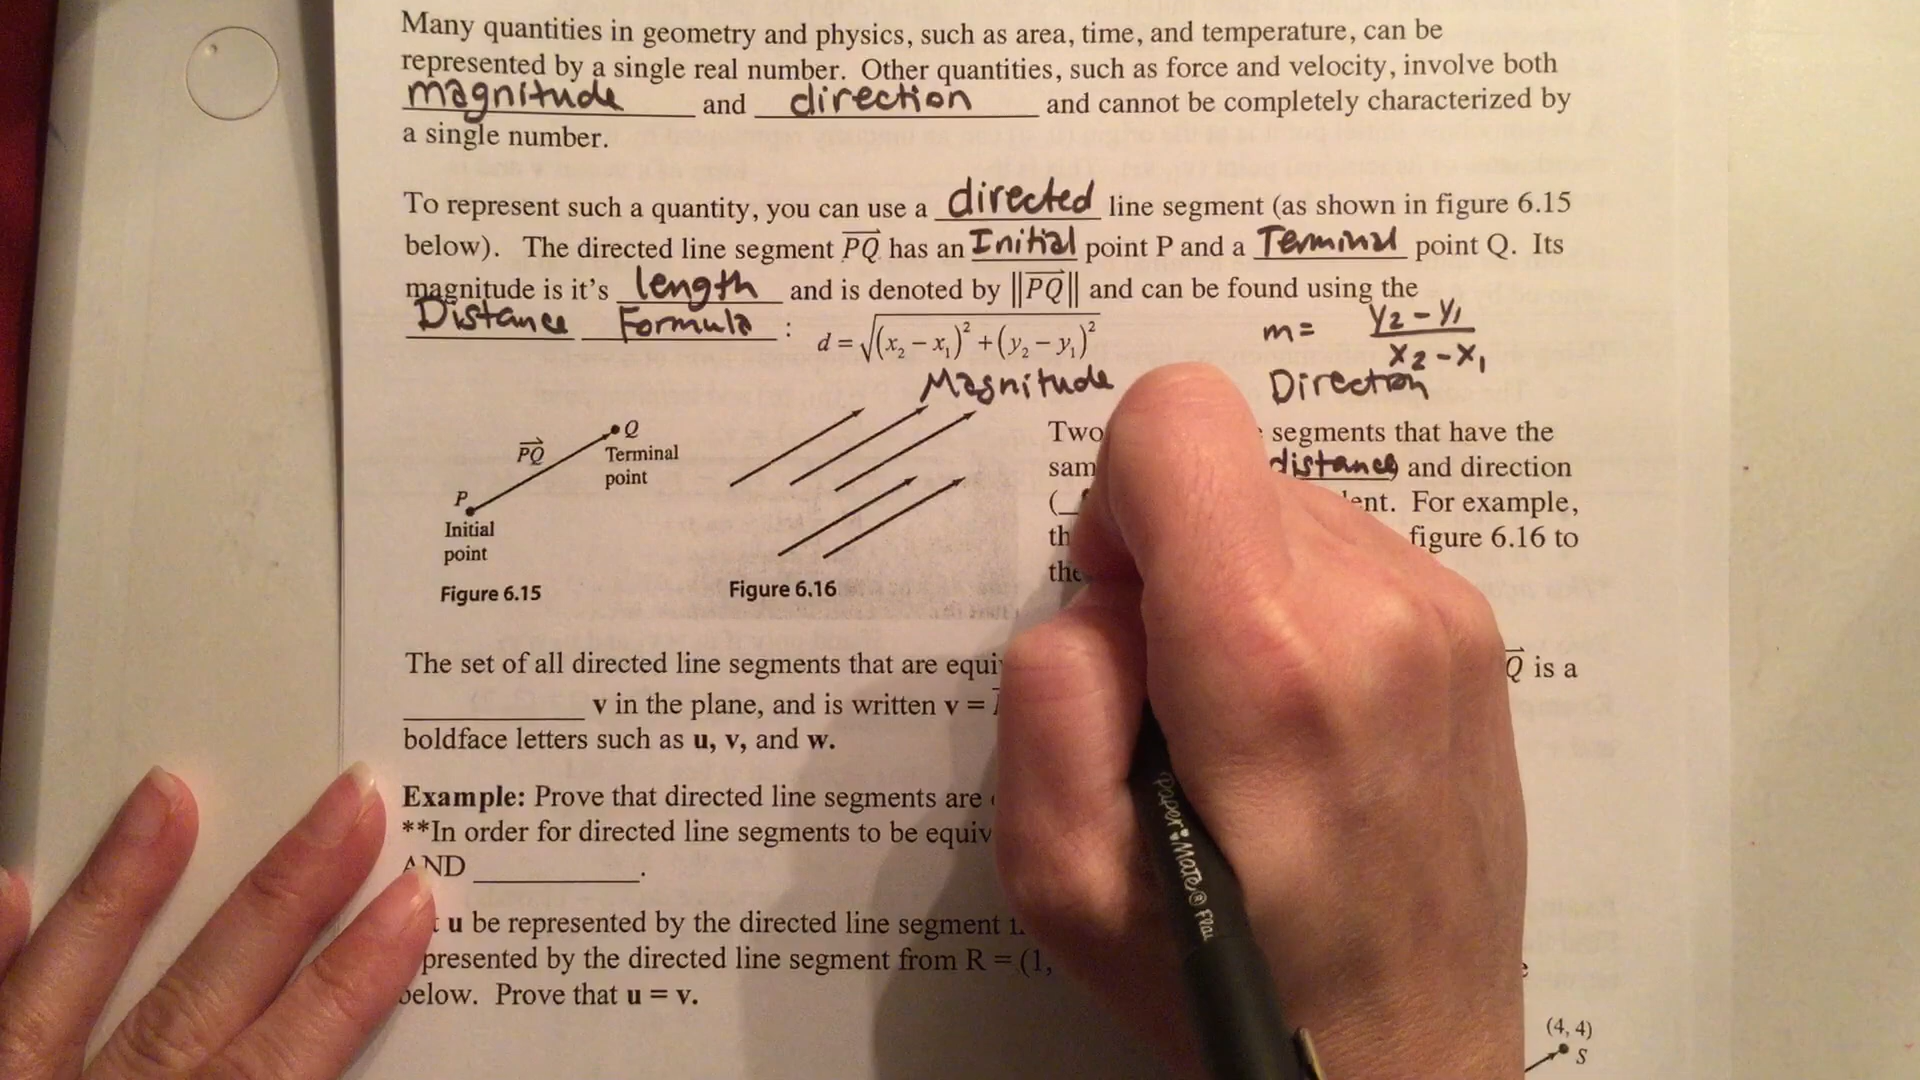 Many quantities in geometry and physics, such as area, time, and temperature, can be
represented by a single real number. Other quantities, such as force and velocity, involve both
magnitude and direction and cannot be completely characterized by
a single number.
To represent such a quantity, you can use a directed line segment (as shown in figure 6.15
below). The directed line segment PQ has an Initial point P and a Terminal point Q. Its
magnitude is it's length and is denoted by ||PQ|| and can be found using the
Distance Formula : d = √(x₂ − x₁)² + (y₂ − y₁)² m = y₂ − y₁ / x₂ − x₁
Magnitude Direction
Q
PQ
Terminal
point
P
Initial
point
Figure 6.15
Figure 6.16
Two segments that have the
distance and direction
( For example,
figure 6.16 to
The set of all directed line segments that are Q is a
v in the plane, and is written v =
boldface letters such as u, v, and w.
Example: Prove that directed line segments are
**In order for directed line segments to be
AND .
u be represented by the directed line segment
by the directed line segment from R = (1,
below. Prove that u = v.
(4, 4)
S
paper mate